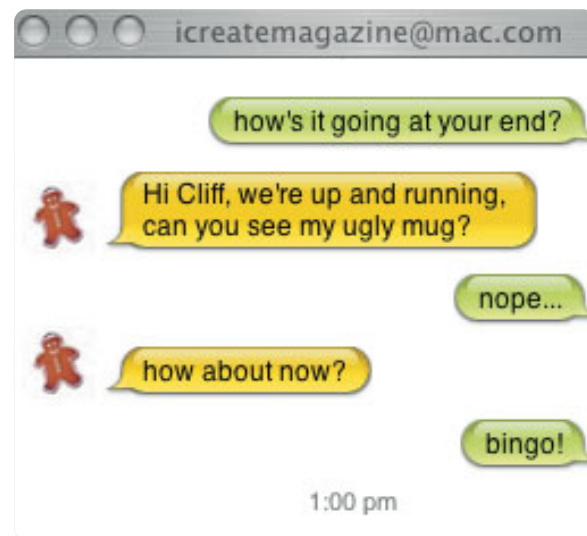 icreatemagazine@mac.com
how's it going at your end?
Hi Cliff, we're up and running,
can you see my ugly mug?
nope...
how about now?
bingo!
1:00 pm